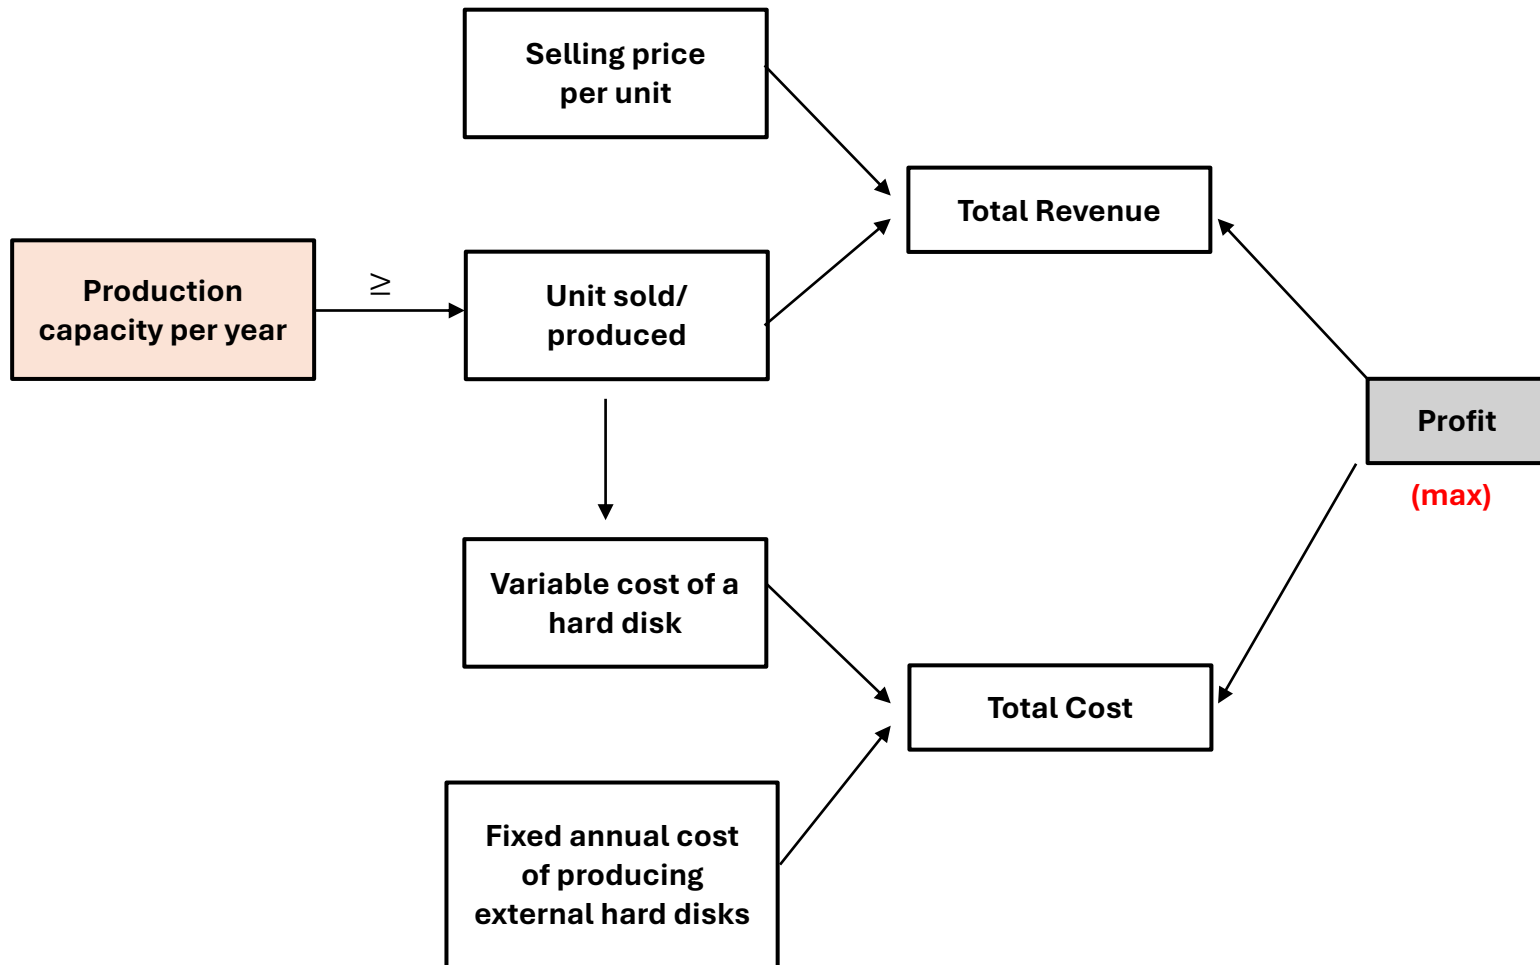 Selling price
per unit
Total Revenue
Production
capacity per year
≥
Unit sold/
produced
Profit
(max)
Variable cost of a
hard disk
Total Cost
Fixed annual cost
of producing
external hard disks